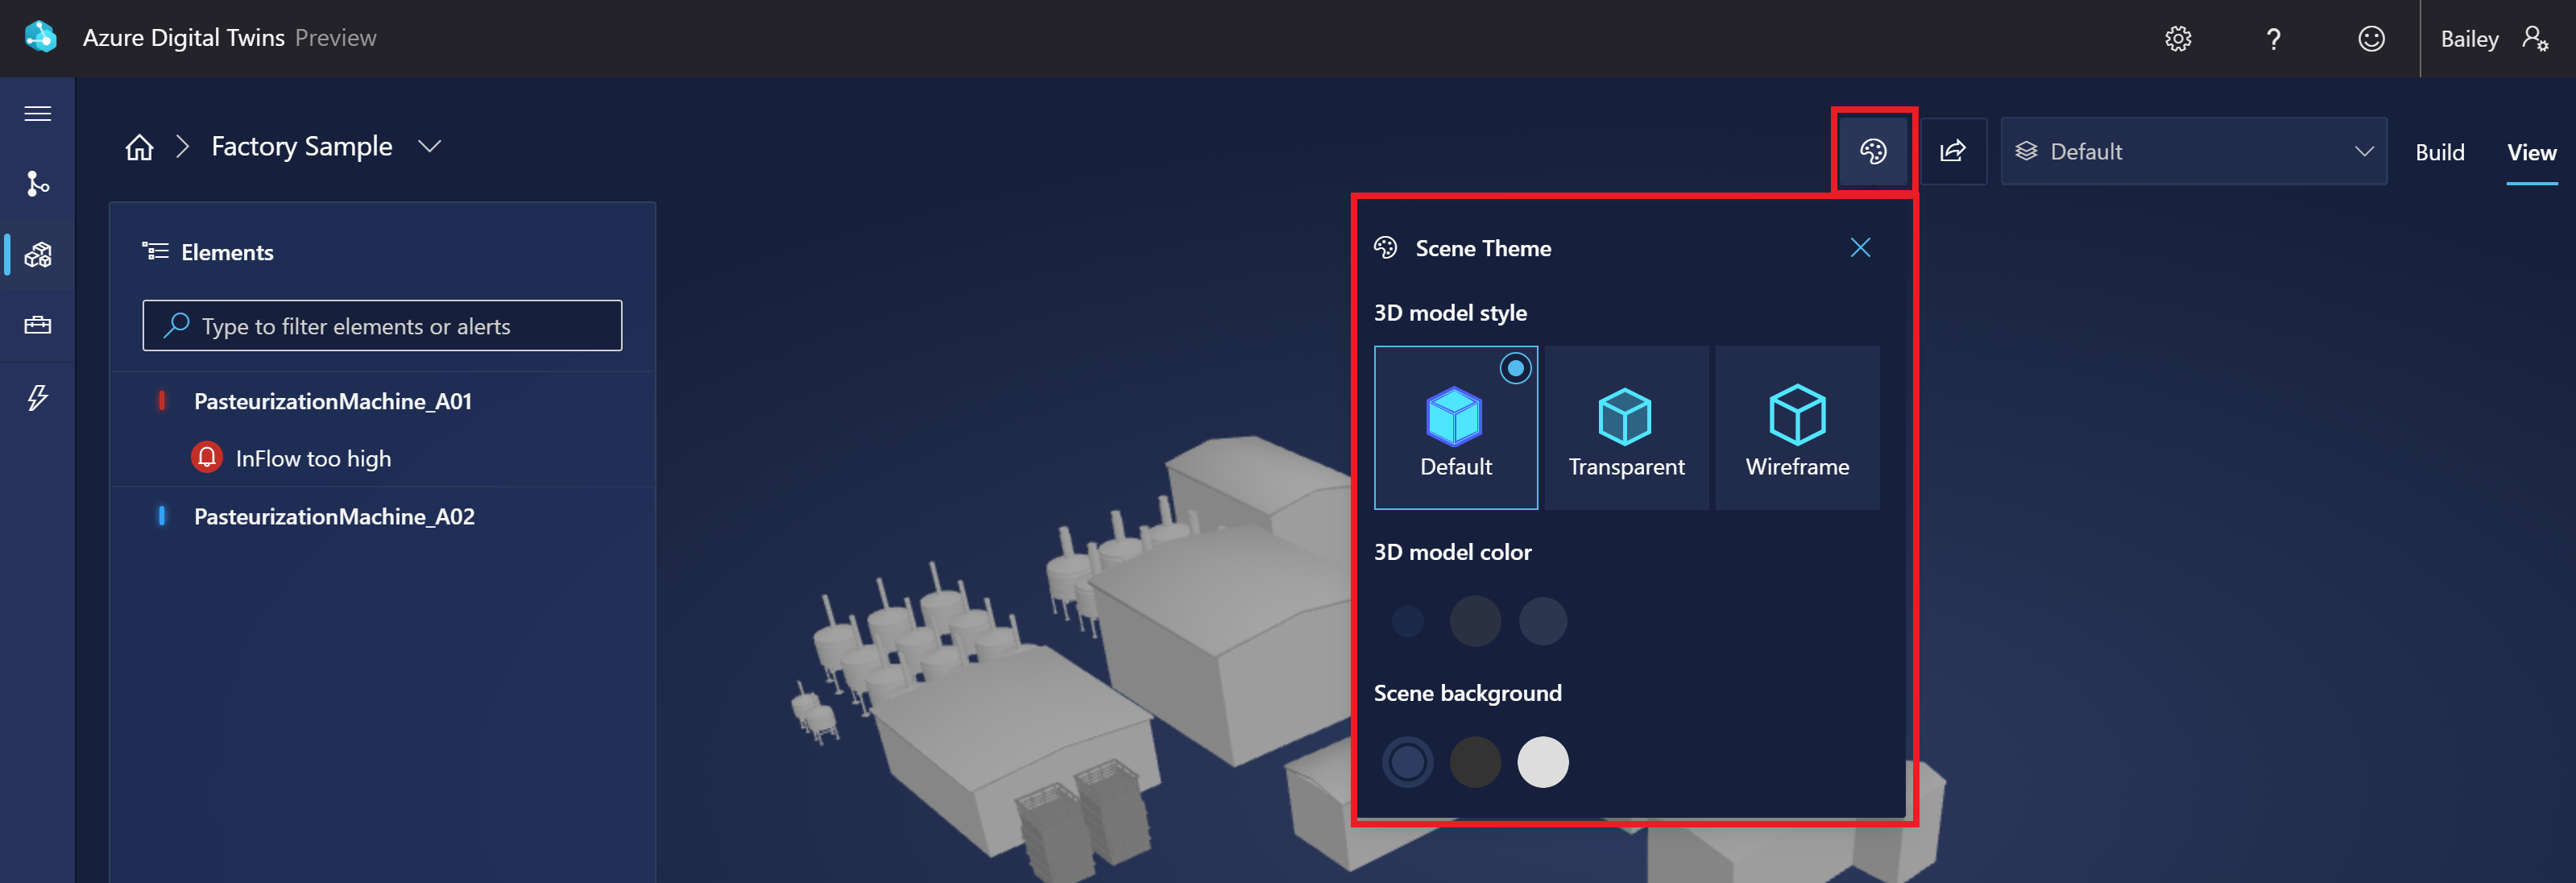 Azure Digital Twins Preview
? Bailey
Factory Sample
Default
Build
View
Elements
Type to filter elements or alerts
PasteurizationMachine_A01
InFlow too high
PasteurizationMachine_A02
Scene Theme
3D model style
Default
Transparent
Wireframe
3D model color
Scene background